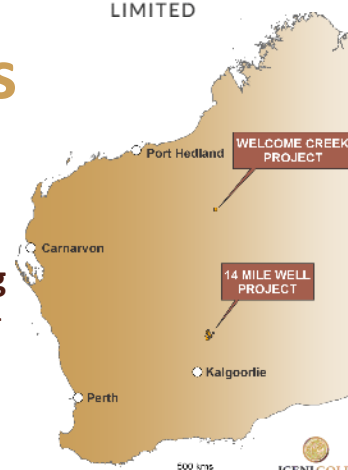 LIMITED
S
WELCOME CREEK
PROJECT
Port Hedland
Carnarvon
g
14 MILE WELL
PROJECT
Kalgoorlie
Perth
500 kms